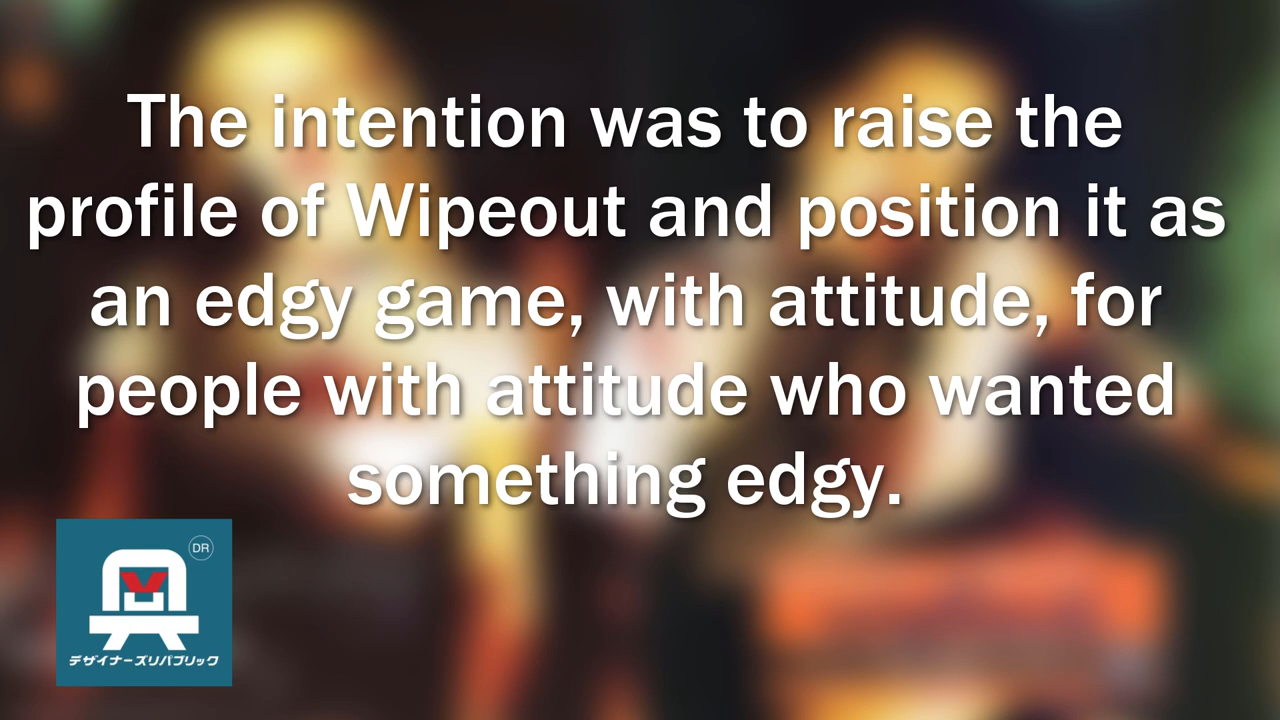 The intention was to raise the
profile of Wipeout and position it as
an edgy game, with attitude, for
people with attitude who wanted
something edgy.
DR
デザイナーズリパブリック